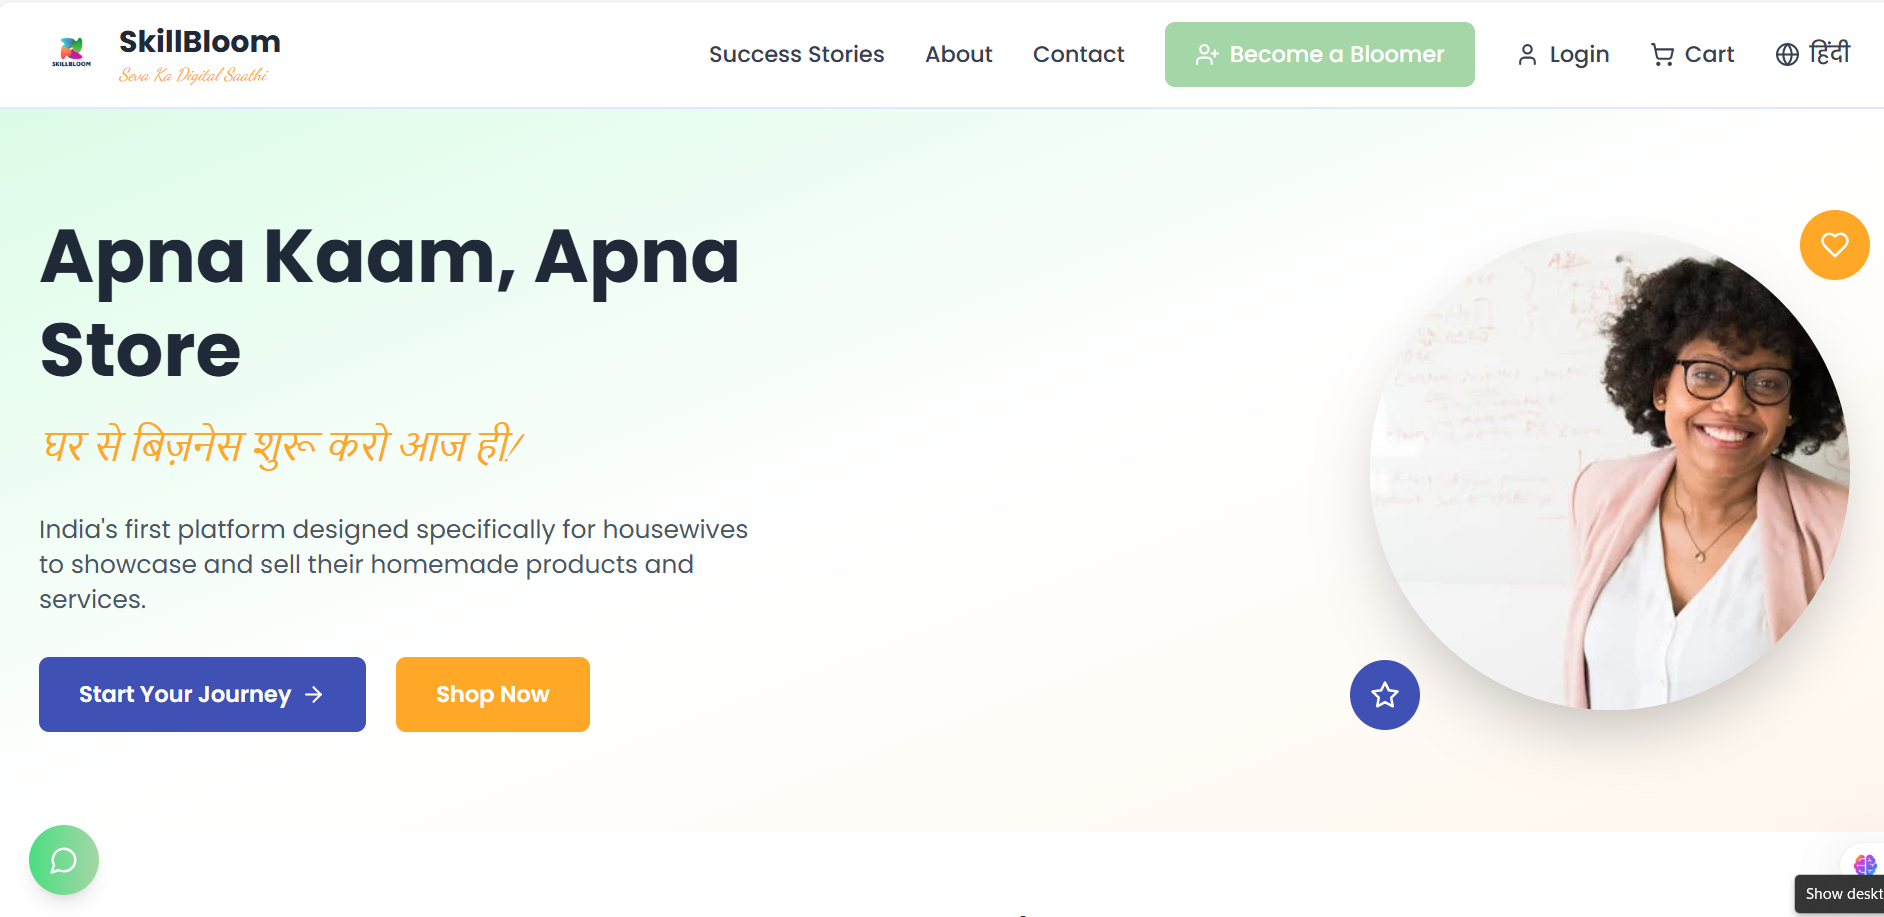 SKILLBLOOM
SkillBloom
Seva Ka Digital Saathi
Success Stories
About
Contact
Become a Bloomer
Login
Cart
हिंदी
Apna Kaam, Apna
Store
घर से बिज़नेस शुरू करो आज ही!
India's first platform designed specifically for housewives
to showcase and sell their homemade products and
services.
Start Your Journey →
Shop Now
Show deskt